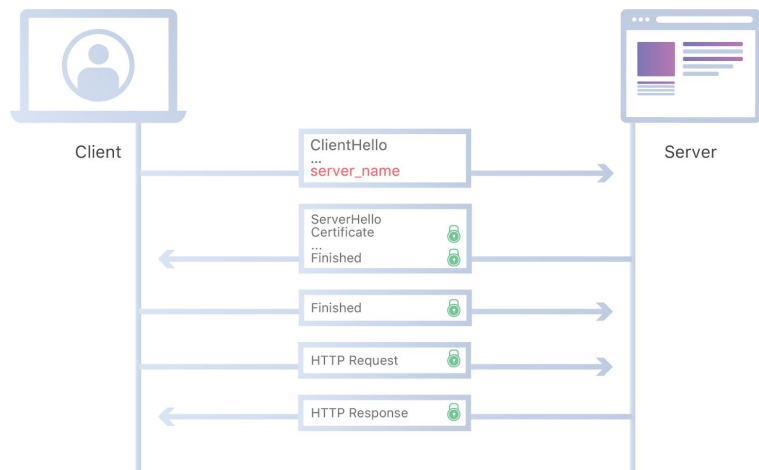 Client
Server
ClientHello
...
server_name
ServerHello
Certificate
...
Finished
Finished
HTTP Request
HTTP Response